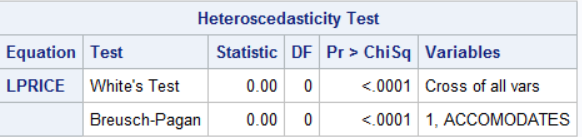 Heteroscedasticity Test
Equation Test Statistic DF Pr > ChiSq Variables
LPRICE White's Test 0.00 0 <.0001 Cross of all vars
Breusch-Pagan 0.00 0 <.0001 1, ACCOMODATES